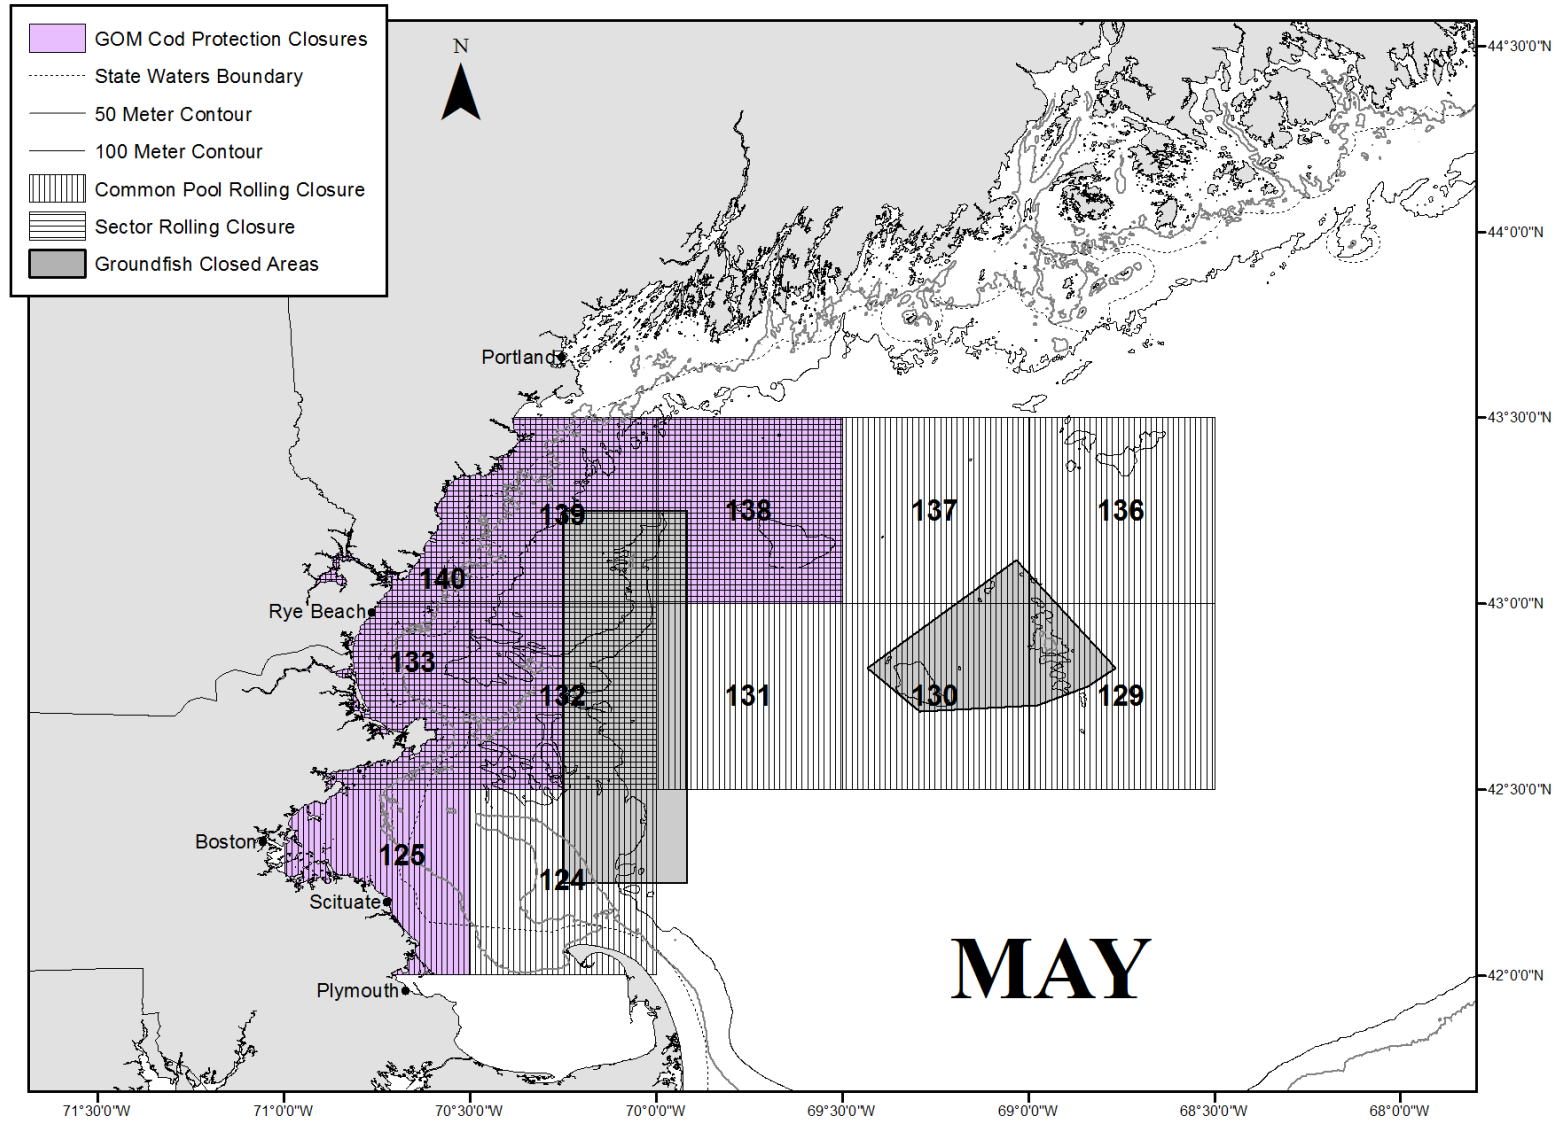 GOM Cod Protection Closures
State Waters Boundary
50 Meter Contour
100 Meter Contour
Common Pool Rolling Closure
Sector Rolling Closure
Groundfish Closed Areas
N
44°30'0"N
44°0'0"N
Portland
43°30'0"N
139
138
137
136
140
Rye Beach
43°0'0"N
133
132
131
130
129
42°30'0"N
Boston
125
124
Scituate
MAY
42°0'0"N
Plymouth
71°30'0"W
71°0'0"W
70°30'0"W
70°0'0"W
69°30'0"W
69°0'0"W
68°30'0"W
68°0'0"W